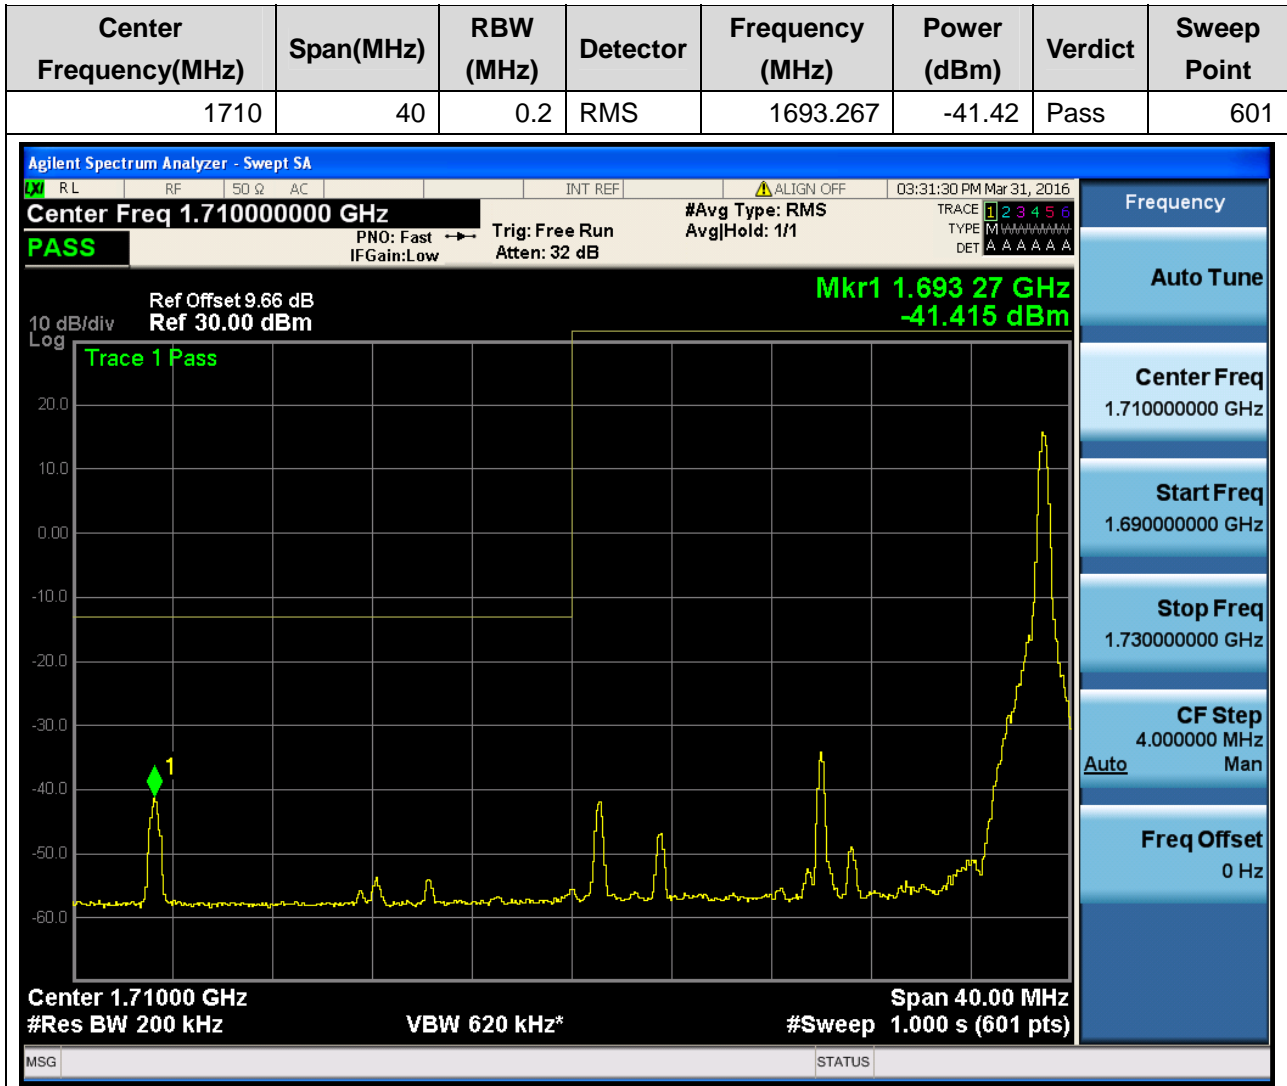 Center Frequency(MHz) Span(MHz) RBW (MHz) Detector Frequency (MHz) Power (dBm) Verdict Sweep Point
1710 40 0.2 RMS 1693.267 -41.42 Pass 601
Agilent Spectrum Analyzer - Swept SA
LXI RL RF 50 Ω AC INT REF ALIGN OFF 03:31:30 PM Mar 31, 2016
Center Freq 1.710000000 GHz
PASS
PNO: Fast
IFGain:Low
Trig: Free Run
Atten: 32 dB
#Avg Type: RMS
Avg|Hold: 1/1
TRACE 1 2 3 4 5 6
TYPE M WWWWW
DET A A A A A A
Mkr1 1.693 27 GHz
-41.415 dBm
Ref Offset 9.66 dB
10 dB/div Ref 30.00 dBm
Log
Trace 1 Pass
20.0
10.0
0.00
-10.0
-20.0
-30.0
-40.0
-50.0
-60.0
1
Center 1.71000 GHz Span 40.00 MHz
#Res BW 200 kHz VBW 620 kHz* #Sweep 1.000 s (601 pts)
MSG STATUS
Frequency
Auto Tune
Center Freq
1.710000000 GHz
Start Freq
1.690000000 GHz
Stop Freq
1.730000000 GHz
CF Step
4.000000 MHz
Auto Man
Freq Offset
0 Hz